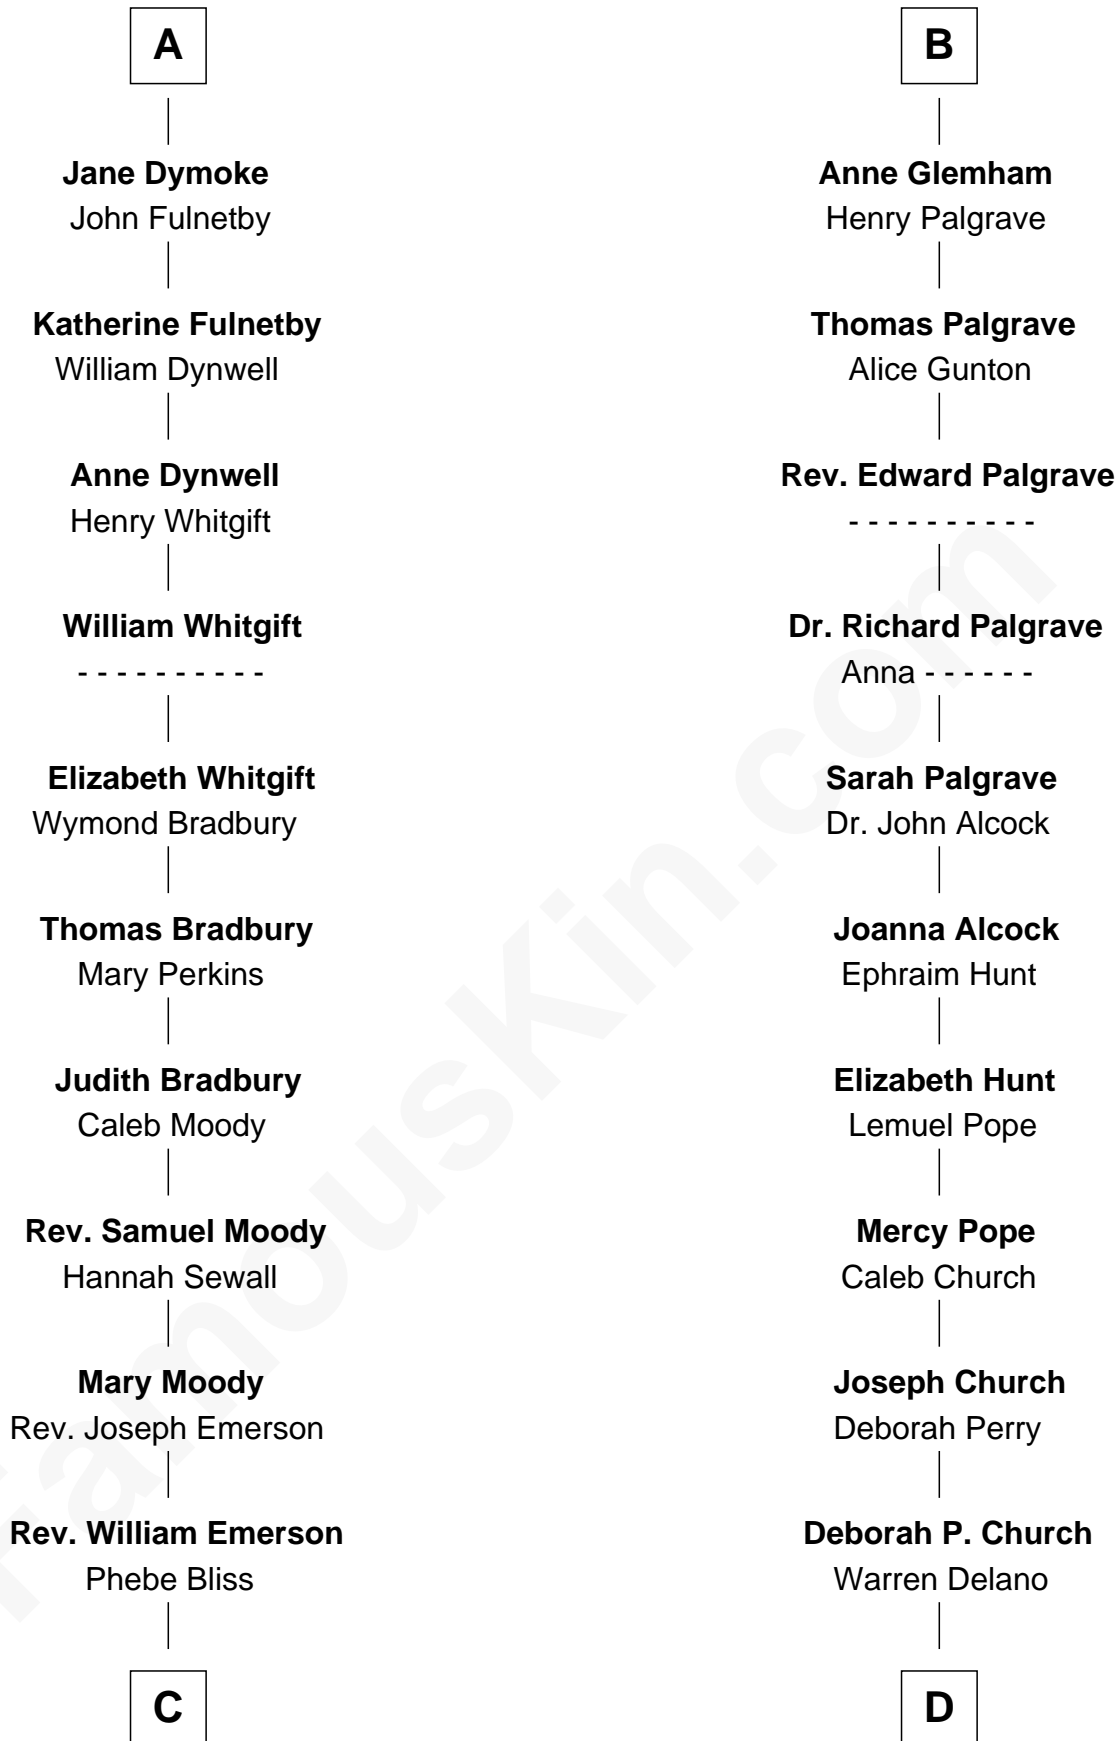 A
Jane Dymoke
John Fulnetby
Katherine Fulnetby
William Dynwell
Anne Dynwell
Henry Whitgift
William Whitgift
- - - - - - - - - -
Elizabeth Whitgift
Wymond Bradbury
Thomas Bradbury
Mary Perkins
Judith Bradbury
Caleb Moody
Rev. Samuel Moody
Hannah Sewall
Mary Moody
Rev. Joseph Emerson
Rev. William Emerson
Phebe Bliss
C
B
Anne Glemham
Henry Palgrave
Thomas Palgrave
Alice Gunton
Rev. Edward Palgrave
- - - - - - - - - -
Dr. Richard Palgrave
Anna - - - - - -
Sarah Palgrave
Dr. John Alcock
Joanna Alcock
Ephraim Hunt
Elizabeth Hunt
Lemuel Pope
Mercy Pope
Caleb Church
Joseph Church
Deborah Perry
Deborah P. Church
Warren Delano
D
FamousKin.com